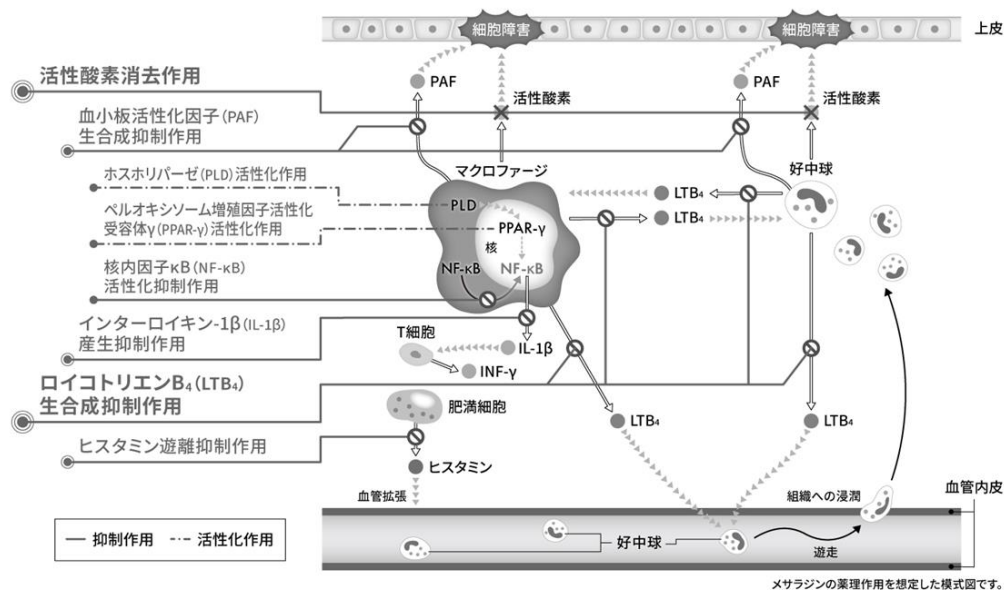 細胞障害
細胞障害
上皮
PAF
PAF
活性酸素消去作用
活性酸素
活性酸素
血小板活性化因子（PAF）
生合成抑制作用
マクロファージ
好中球
ホスホリパーゼ（PLD）活性化作用
PLD
LTB₄
LTB₄
ペルオキシソーム増殖因子活性化
受容体γ（PPAR-γ）活性化作用
PPAR-γ
核
NF-κB
NF-κB
核内因子κB（NF-κB）
活性化抑制作用
インターロイキン-1β（IL-1β）
産生抑制作用
T細胞
IL-1β
INF-γ
ロイコトリエンB₄（LTB₄）
生合成抑制作用
肥満細胞
LTB₄
LTB₄
ヒスタミン遊離抑制作用
ヒスタミン
血管拡張
組織への浸潤
血管内皮
抑制作用
活性化作用
好中球
遊走
メサラジンの薬理作用を想定した模式図です。